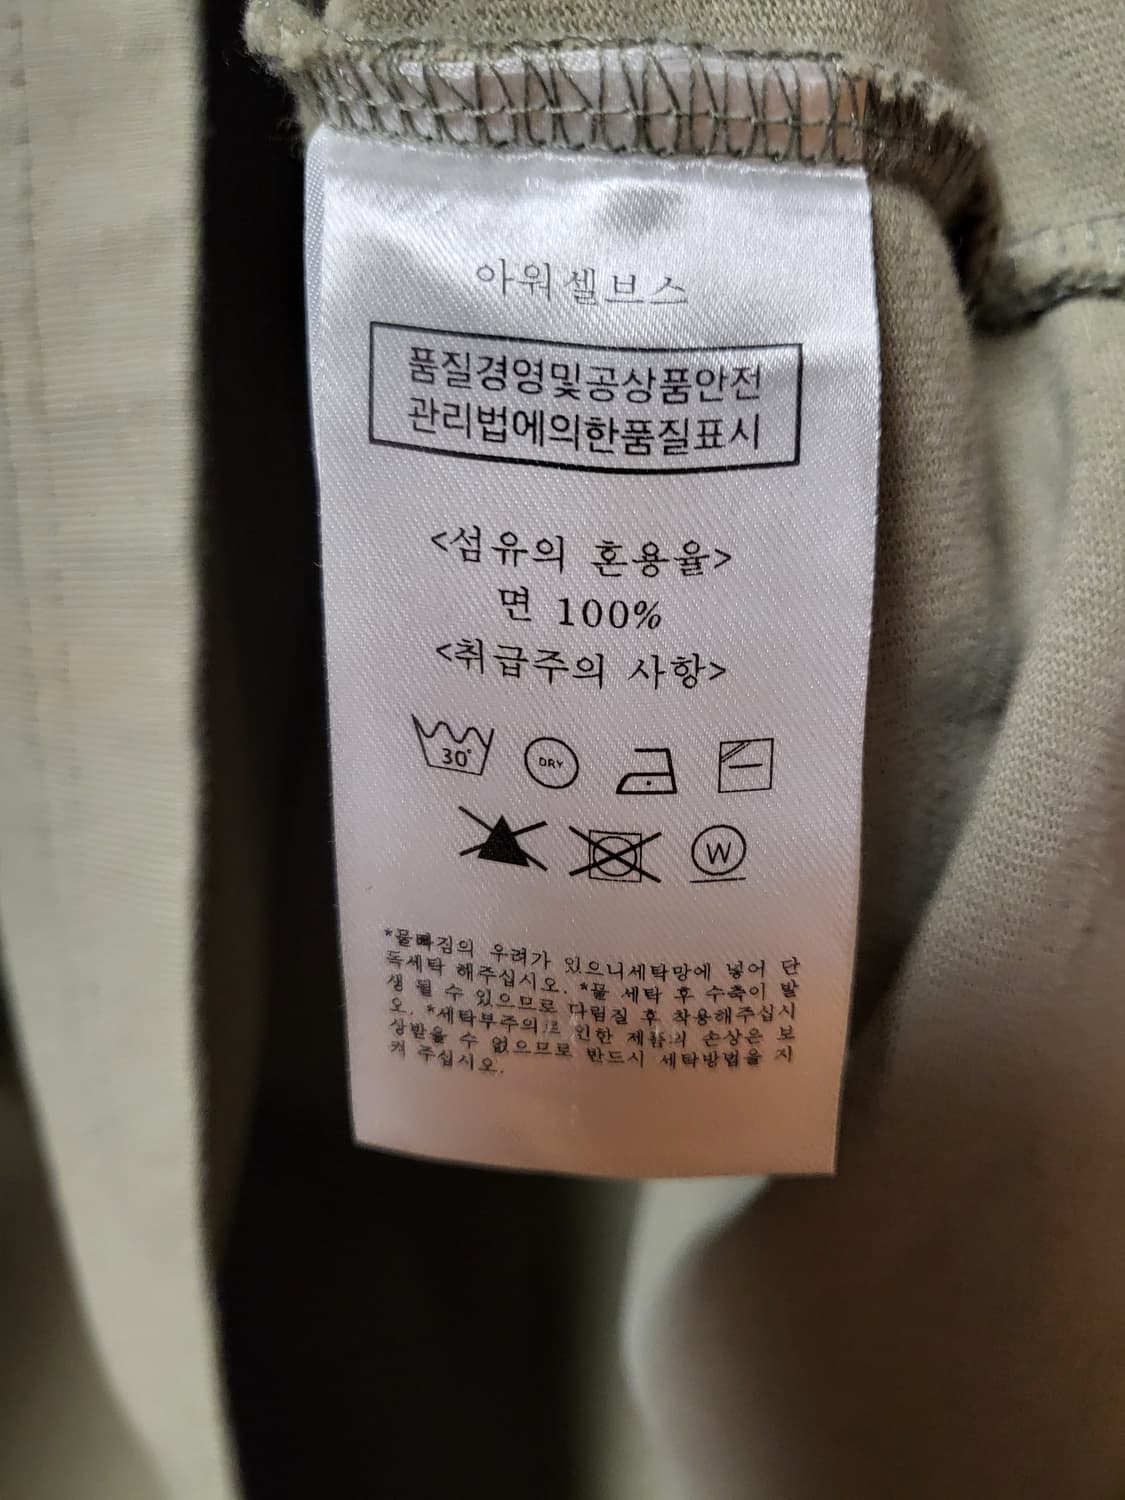 아워셀브스
품질경영및공상품안전
관리법에의한품질표시
<섬유의 혼용율>
면 100%
<취급주의 사항>
30°
DRY
W
*물빠짐의 우려가 있으니세탁망에 넣어 단
독세탁 해주십시오. *물 세탁 후 수축이 발
생 될 수 있으므로 다림질 후 착용해주십시
오. *세탁부주의로 인한 제품의 손상은 보
상받을 수 없으므로 반드시 세탁방법을 지
켜 주십시오.